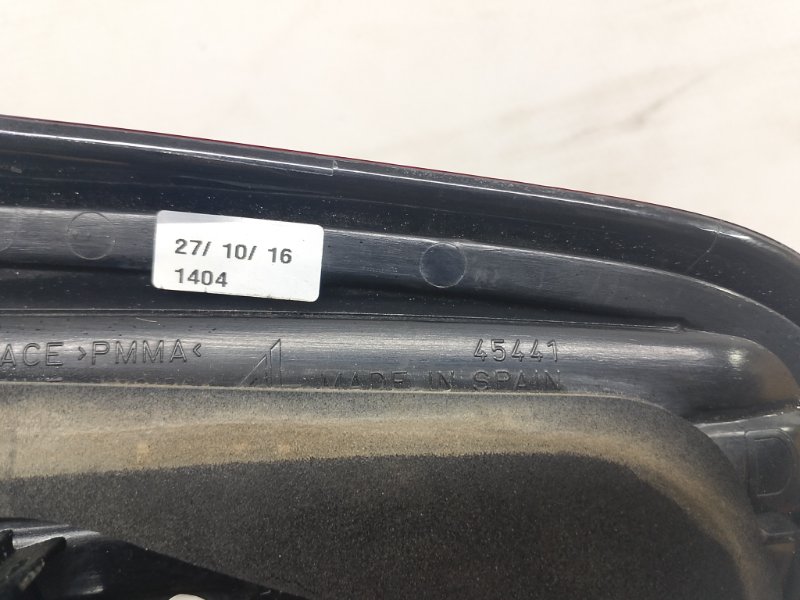 27/ 10/ 16
1404
ACE >PMMA< 45441
MADE IN SPAIN